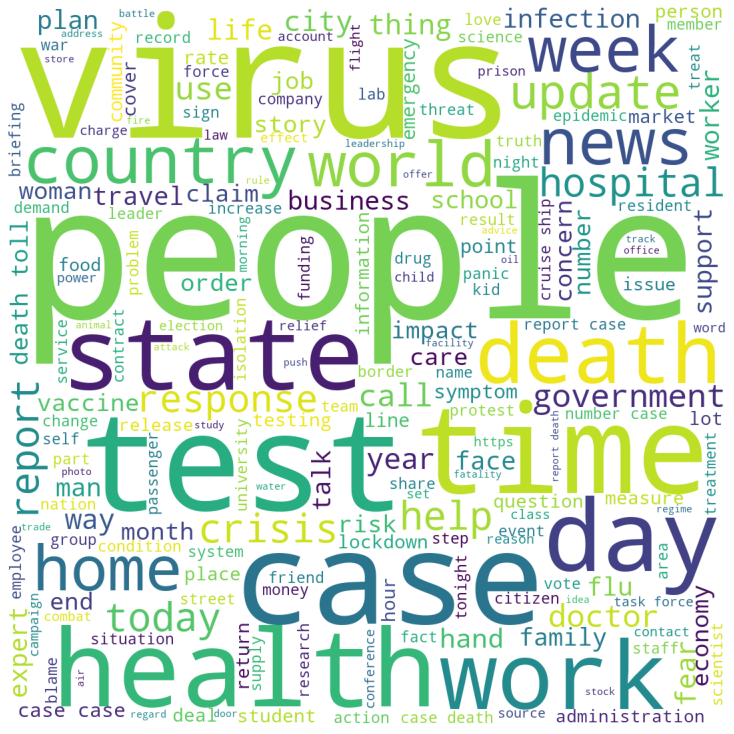 plan
war
battle
address
store
record
account
cover
community
life
rate
force
charge
sign
city
thing
use
job
company
story
effect
fire
law
flight
lab
love
science
emergency
threat
prison
infection
person
member
treat
virus
week
update
epidemic
market
worker
briefing
country
world
news
hospital
leadership
truth
night
offer
rule
advice
woman
travel
claim
business
school
result
resident
demand
leader
increase
morning
funding
drug
child
point
panic
kid
cruise ship
concern
number
track
office
oil
issue
support
death toll
food
power
problem
order
information
people
service
contract
animal
election
attack
isolation
relief
push
impact
facility
care
border
name
report case
word
state
death
government
report
vaccine
response
call
symptom
protest
number case
lot
change
release
study
team
testing
line
self
part
photo
passenger
university
test
time
https
share
set
fatality
report death
talk
year
face
question
measure
treatment
man
nation
water
trade
way
month
crisis
risk
help
lockdown
step
class
event
reason
regime
employee
group
condition
system
place
friend
money
hour
tonight
citizen
vote
flu
area
home
case
day
end
today
street
idea
task force
contact
doctor
economy
expert
campaign
combat
situation
supply
return
research
conference
fact
hand
family
staff
fear
scientist
blame
air
health
work
stock
case case
deal
regard
door
student
action
case death
source
administration